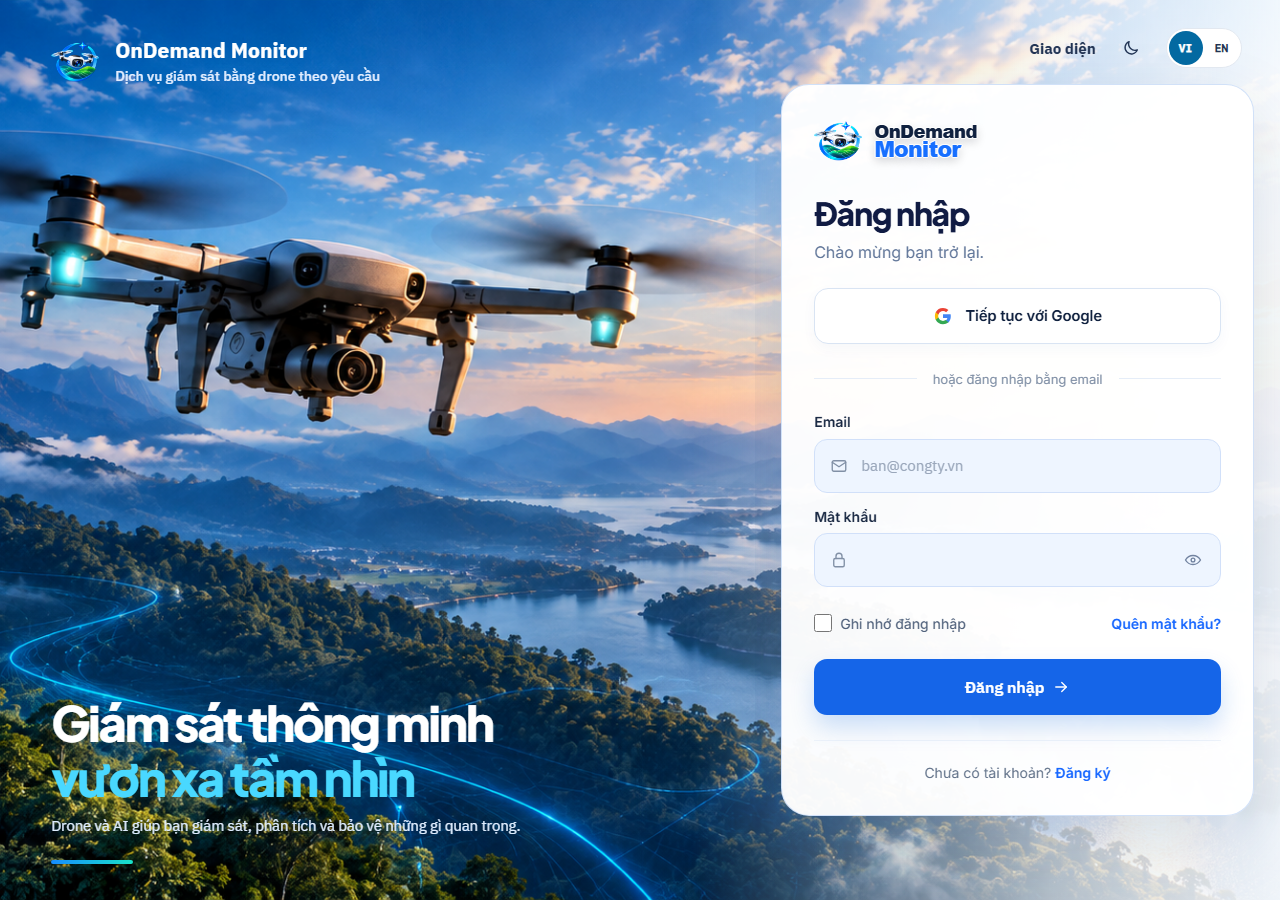 OnDemand Monitor
Dịch vụ giám sát bằng drone theo yêu cầu
Giao diện
VI
EN
OnDemand
Monitor
Đăng nhập
Chào mừng bạn trở lại.
Tiếp tục với Google
hoặc đăng nhập bằng email
Email
ban@congty.vn
Mật khẩu
Ghi nhớ đăng nhập
Quên mật khẩu?
Đăng nhập →
Chưa có tài khoản? Đăng ký
Giám sát thông minh
vươn xa tầm nhìn
Drone và AI giúp bạn giám sát, phân tích và bảo vệ những gì quan trọng.